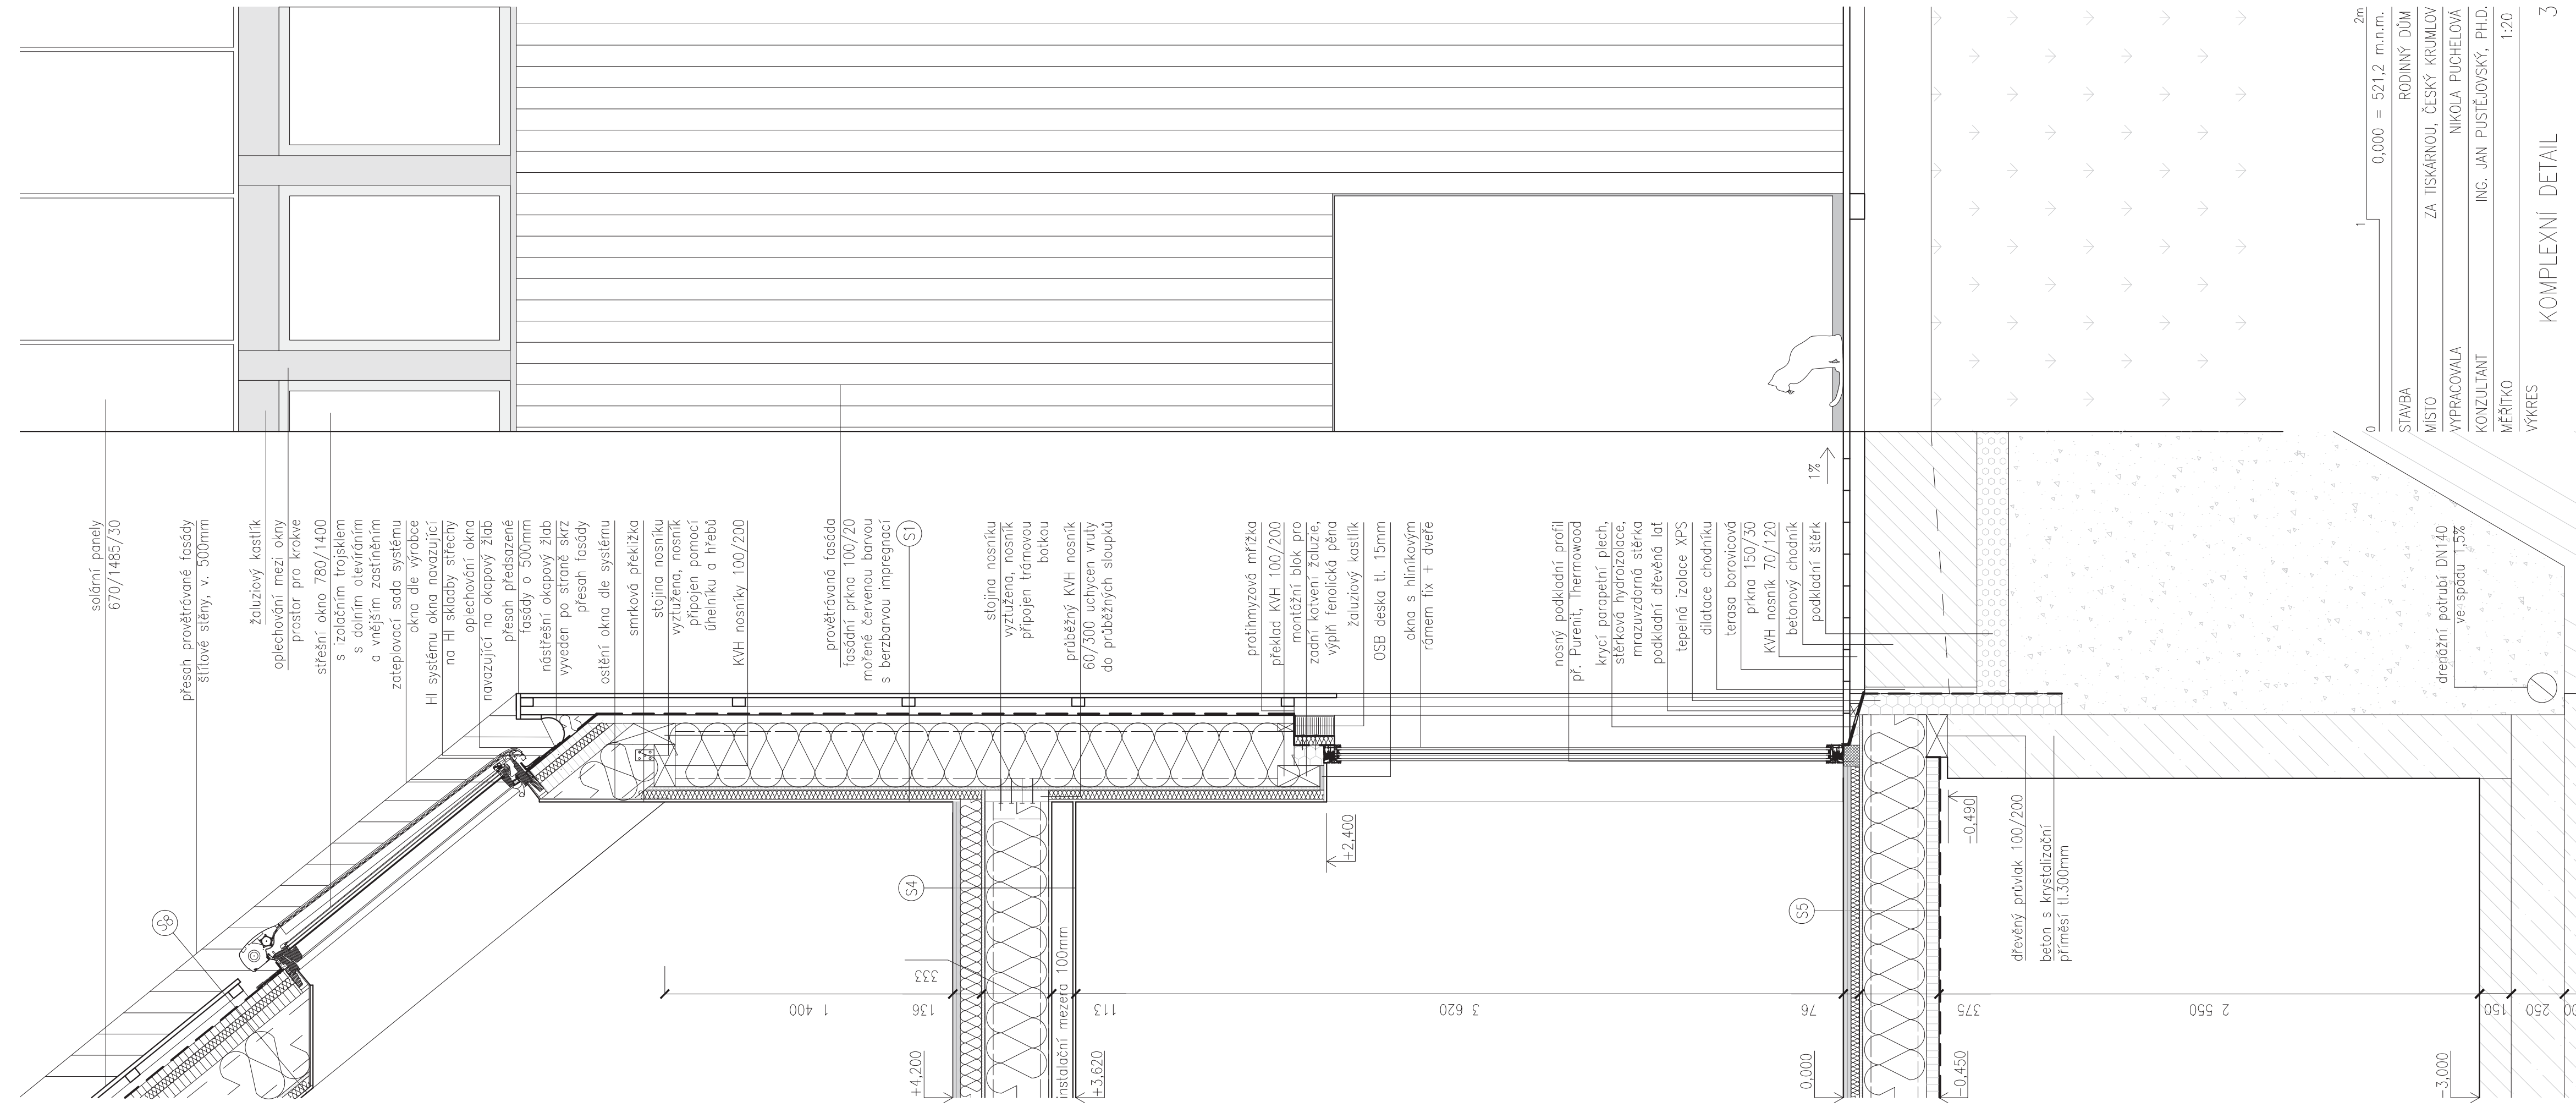 solární panely
670/1485/30
přesah provětrávané fasády
štítové stěny, v. 500mm
žaluziový kastlík
oplechování mezi okny
prostor pro krokve
střešní okno 780/1400
s izolačním trojsklem
s dolním otevíráním
a vnějším zastíněním
zateplovací sada systému
okna dle výrobce
HI systému okna navazující
na HI skladby střechy
oplechování okna
navazující na okapový žlab
přesah předsazené
fasády o 500mm
nástřešní okapový žlab
vyveden po straně skrz
přesah fasády
ostění okna dle systému
smrková překližka
stojina nosníku
vyztužena, nosník
připojen pomocí
úhelníku a hřebů
KVH nosníky 100/200
provětrávaná fasáda
fasádní prkna 100/20
mořené červenou barvou
s berzbarvou impregnací
S1
stojina nosníku
vyztužena, nosník
připojen trámovou
botkou
průběžný KVH nosník
60/300 uchycen vruty
do průběžných sloupků
protihmyzová mřížka
překlad KVH 100/200
montážní blok pro
zadní kotvení žaluzie,
výplň fenolická pěna
žaluziový kastlík
OSB deska tl. 15mm
okna s hliníkovým
rámem fix + dveře
nosný podkladní profil
př. Purenit, Thermowood
krycí parapetní plech,
stěrková hydroizolace,
mrazuvzdorná stěrka
podkladní dřevěná lať
tepelná izolace XPS
dilatace chodníku
terasa borovicová
prkna 150/30
KVH nosník 70/120
betonový chodník
podkladní štěrk
1%
drenážní potrubí DN140
ve spádu 1,5%
S8
S4
S5
+2,400
-0,490
dřevěný průvlak 100/200
beton s krystalizační
příměsí tl.300mm
instalační mezera 100mm
1 400
136
333
113
3 620
76
375
2 550
150
250
+4,200
+3,620
0,000
-0,450
-3,000
0
1
2m
0,000 = 521,2 m.n.m.
STAVBA RODINNÝ DŮM
MÍSTO ZA TISKÁRNOU, ČESKÝ KRUMLOV
VYPRACOVALA NIKOLA PUCHELOVÁ
KONZULTANT ING. JAN PUSTĚJOVSKÝ, PH.D.
MĚŘÍTKO 1:20
VÝKRES
KOMPLEXNÍ DETAIL 3